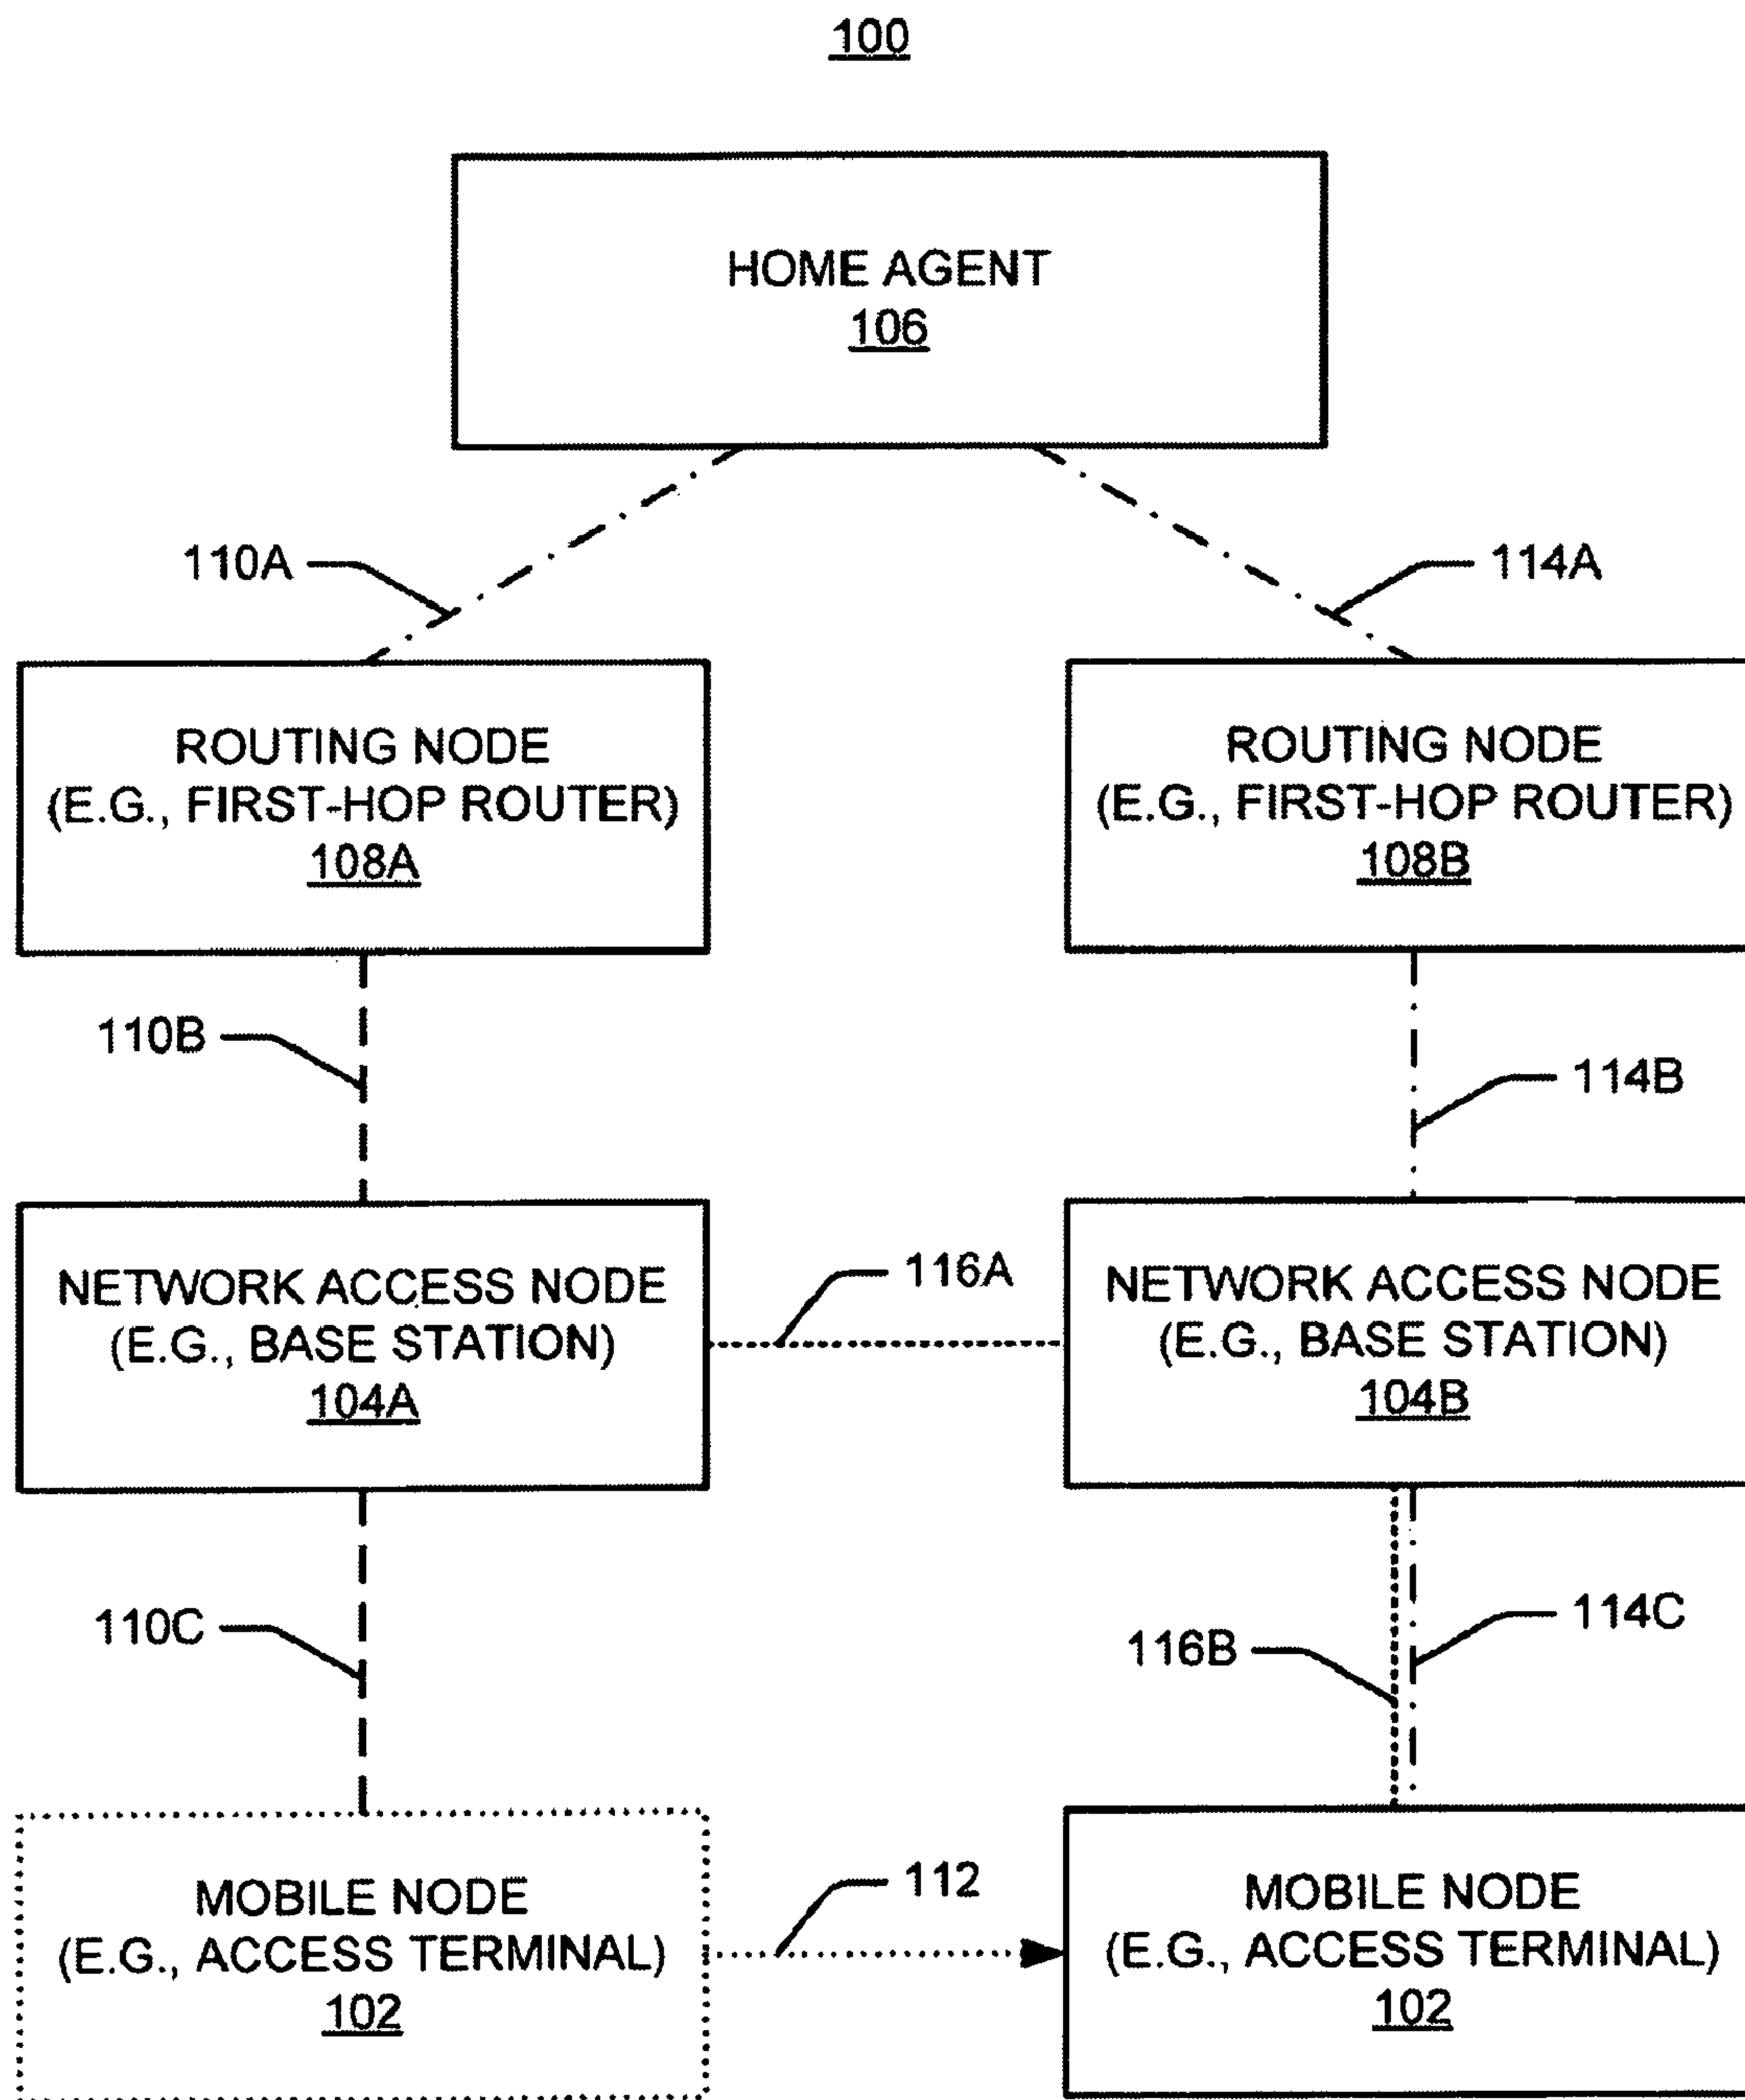 100
HOME AGENT
106
110A
114A
ROUTING NODE
(E.G., FIRST-HOP ROUTER)
108A
ROUTING NODE
(E.G., FIRST-HOP ROUTER)
108B
110B
114B
NETWORK ACCESS NODE
(E.G., BASE STATION)
104A
116A
NETWORK ACCESS NODE
(E.G., BASE STATION)
104B
110C
116B
114C
MOBILE NODE
(E.G., ACCESS TERMINAL)
102
112
MOBILE NODE
(E.G., ACCESS TERMINAL)
102